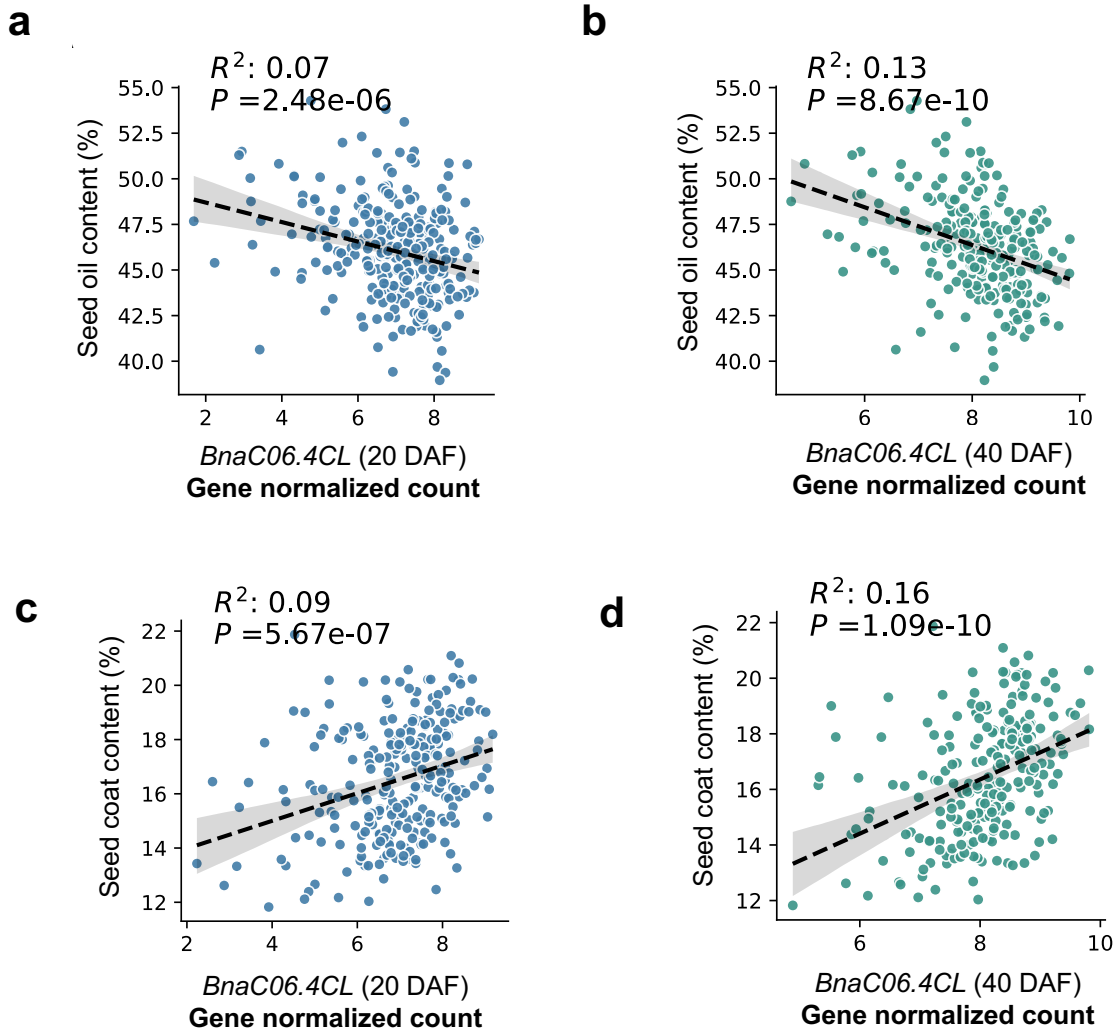 a
R²: 0.07
P =2.48e-06
55.0
52.5
50.0
47.5
45.0
42.5
40.0
Seed oil content (%)
2 4 6 8
BnaC06.4CL (20 DAF)
Gene normalized count
b
R²: 0.13
P =8.67e-10
55.0
52.5
50.0
47.5
45.0
42.5
40.0
Seed oil content (%)
6 8 10
BnaC06.4CL (40 DAF)
Gene normalized count
c
R²: 0.09
P =5.67e-07
22
20
18
16
14
12
Seed coat content (%)
2 4 6 8
BnaC06.4CL (20 DAF)
Gene normalized count
d
R²: 0.16
P =1.09e-10
22
20
18
16
14
12
Seed coat content (%)
6 8 10
BnaC06.4CL (40 DAF)
Gene normalized count